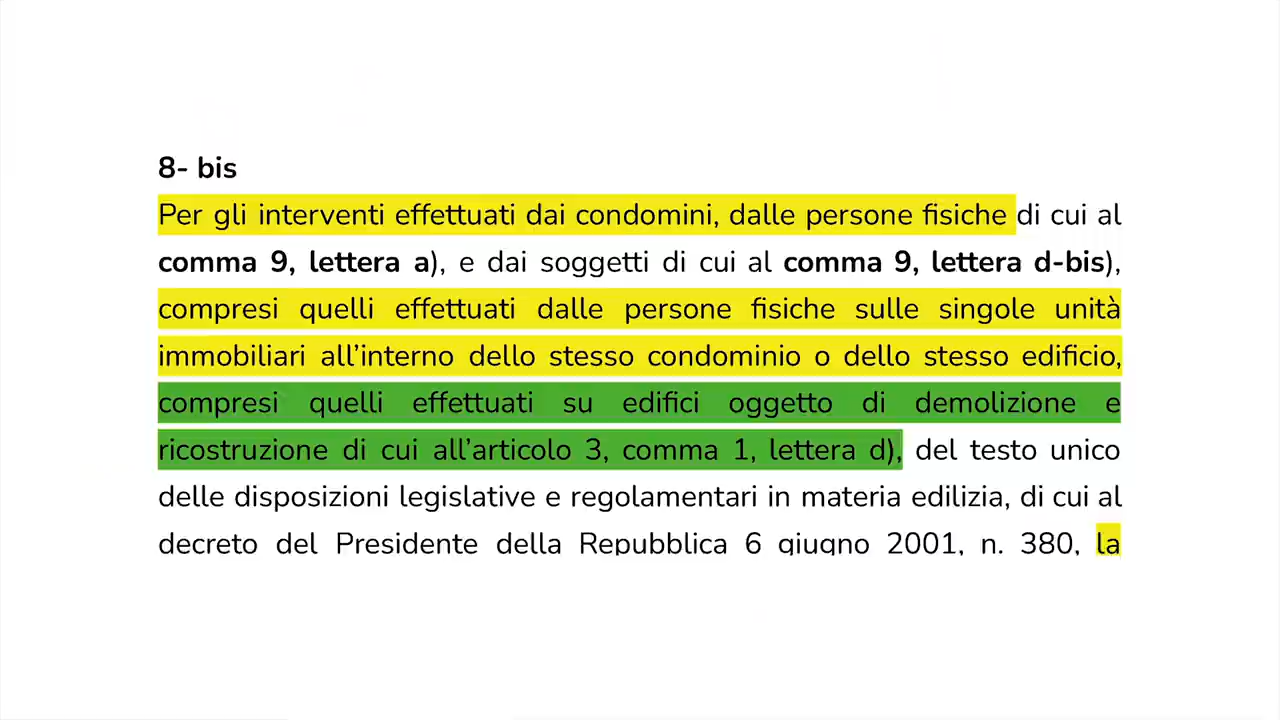 8- bis
Per gli interventi effettuati dai condomini, dalle persone fisiche di cui al
comma 9, lettera a), e dai soggetti di cui al comma 9, lettera d-bis),
compresi quelli effettuati dalle persone fisiche sulle singole unità
immobiliari all’interno dello stesso condominio o dello stesso edificio,
compresi quelli effettuati su edifici oggetto di demolizione e
ricostruzione di cui all’articolo 3, comma 1, lettera d), del testo unico
delle disposizioni legislative e regolamentari in materia edilizia, di cui al
decreto del Presidente della Repubblica 6 giugno 2001, n. 380, la